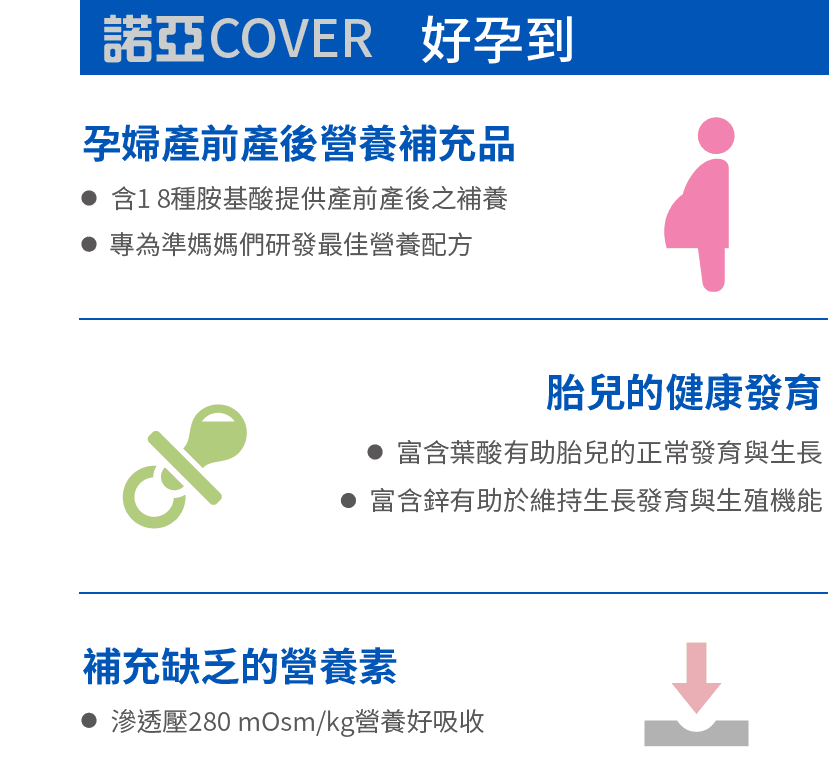 諾亞COVER 好孕到
孕婦產前產後營養補充品
● 含1 8種胺基酸提供產前產後之補養
● 專為準媽媽們研發最佳營養配方
胎兒的健康發育
● 富含葉酸有助胎兒的正常發育與生長
● 富含鋅有助於維持生長發育與生殖機能
補充缺乏的營養素
● 滲透壓280 mOsm/kg營養好吸收